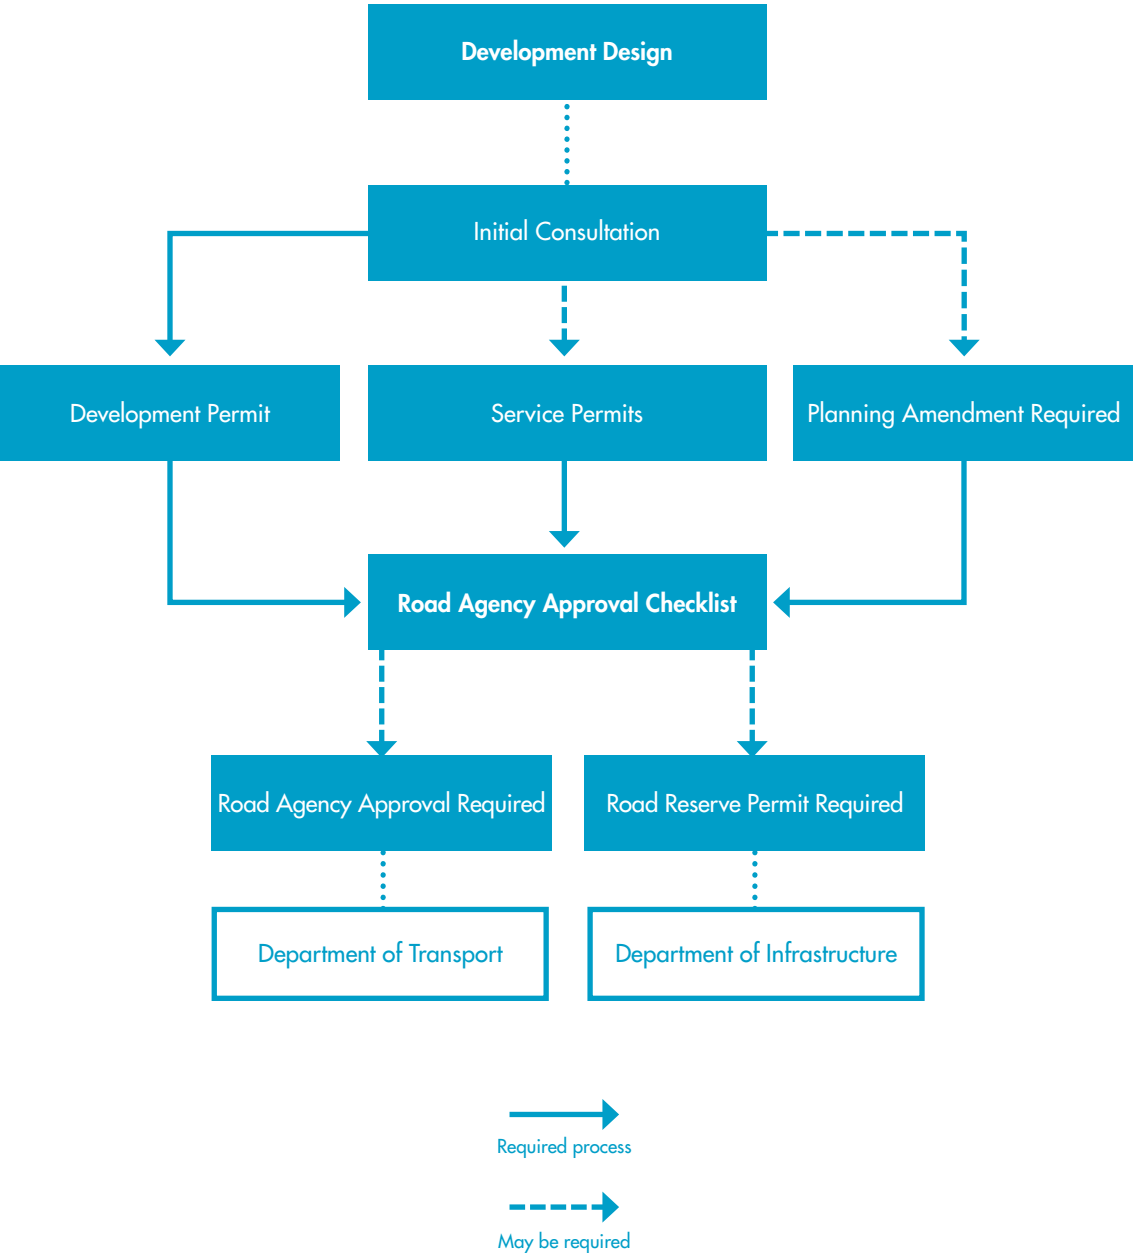 Development Design
Initial Consultation
Development Permit
Service Permits
Planning Amendment Required
Road Agency Approval Checklist
Road Agency Approval Required
Road Reserve Permit Required
Department of Transport
Department of Infrastructure
Required process
May be required